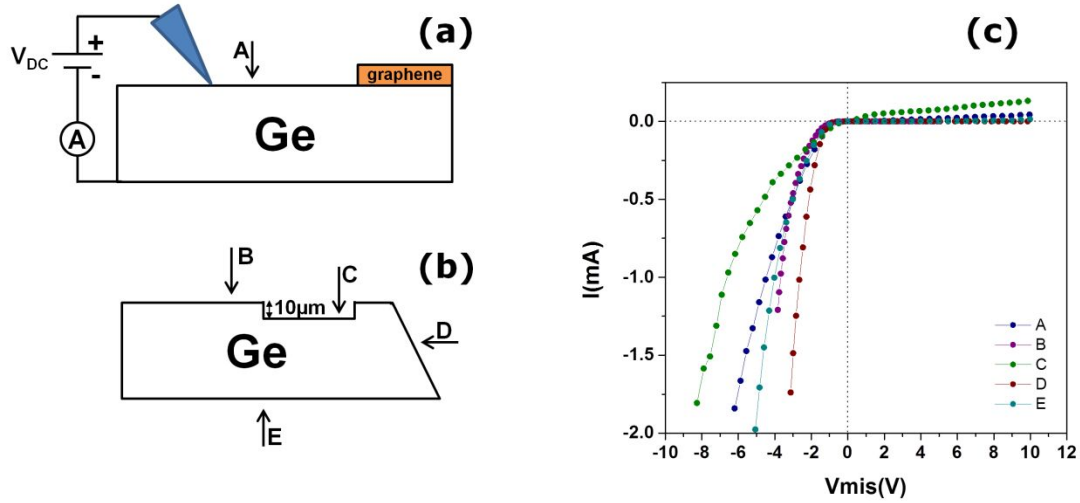 (a)
V_DC
+
-
A
A
graphene
Ge
(b)
B
C
10μm
D
Ge
E
(c)
I(mA)
0.0
-0.5
-1.0
-1.5
-2.0
A
B
C
D
E
-10 -8 -6 -4 -2 0 2 4 6 8 10 12
Vmis(V)